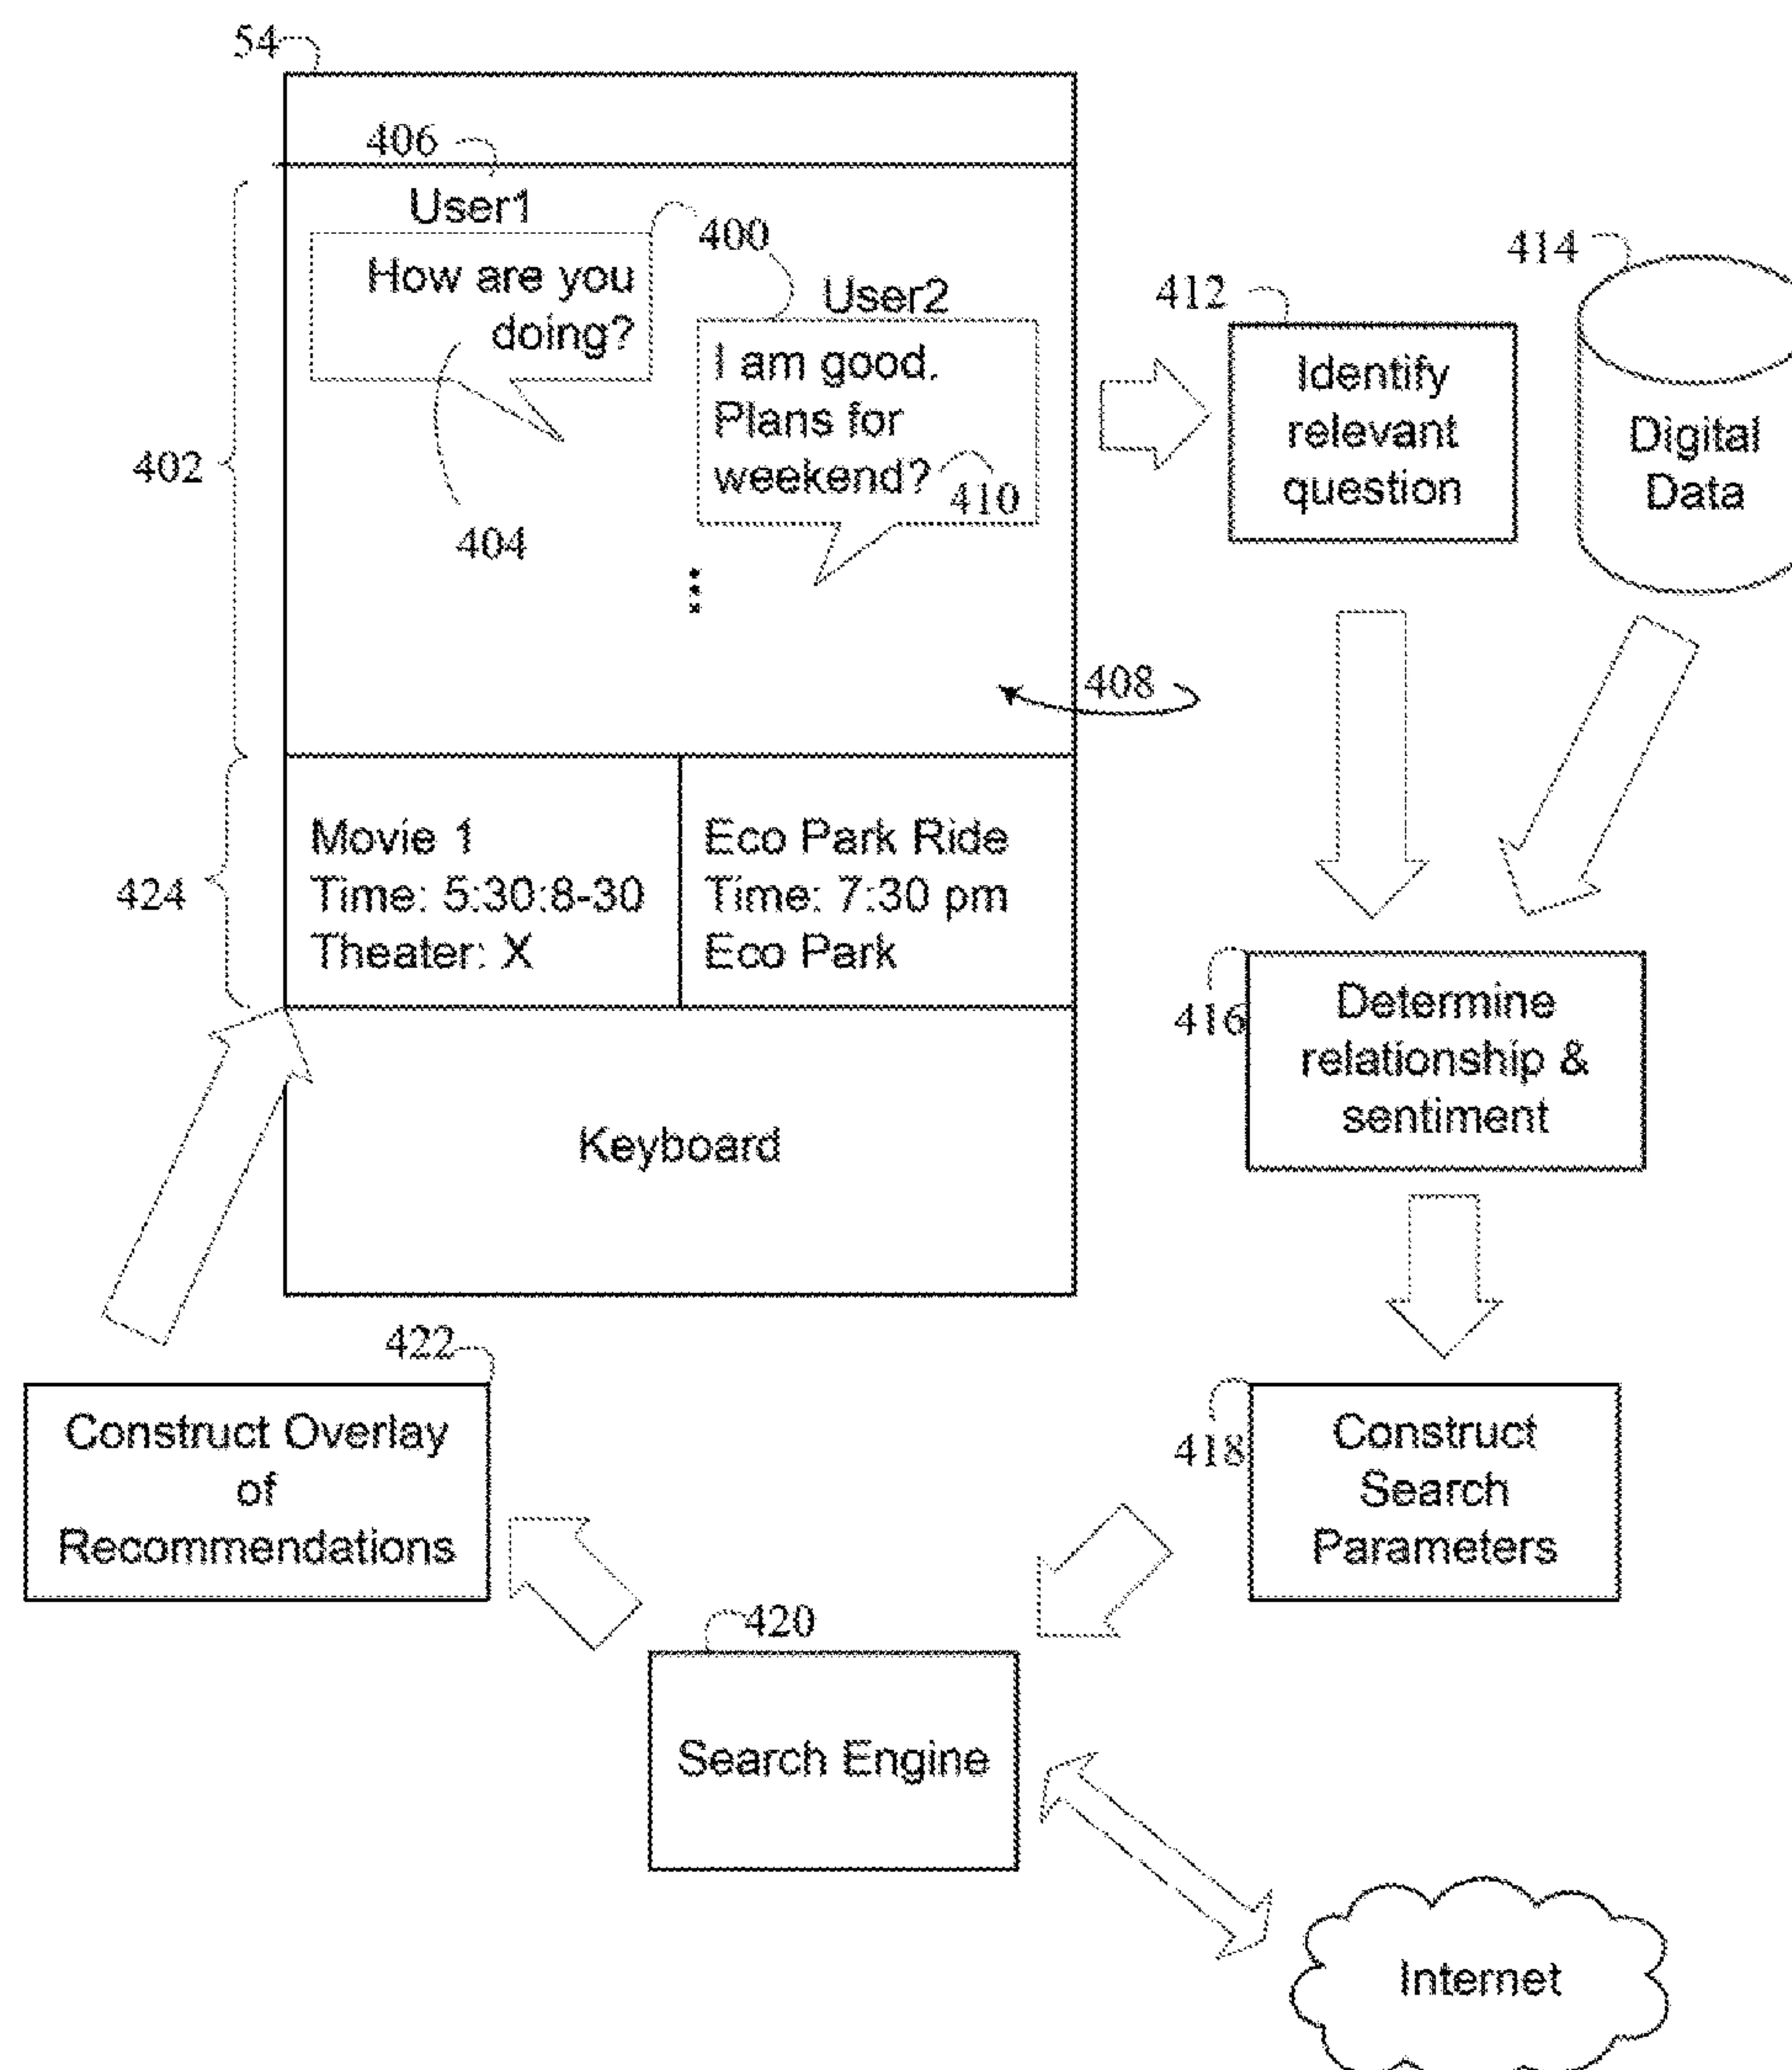 54
406
User1
How are you
doing?
400
User2
I am good.
Plans for
weekend?
410
404
402
408
412
Identify
relevant
question
414
Digital
Data
424
Movie 1
Time: 5:30:8-30
Theater: X
Eco Park Ride
Time: 7:30 pm
Eco Park
416
Determine
relationship &
sentiment
Keyboard
422
Construct Overlay
of
Recommendations
418
Construct
Search
Parameters
420
Search Engine
Internet